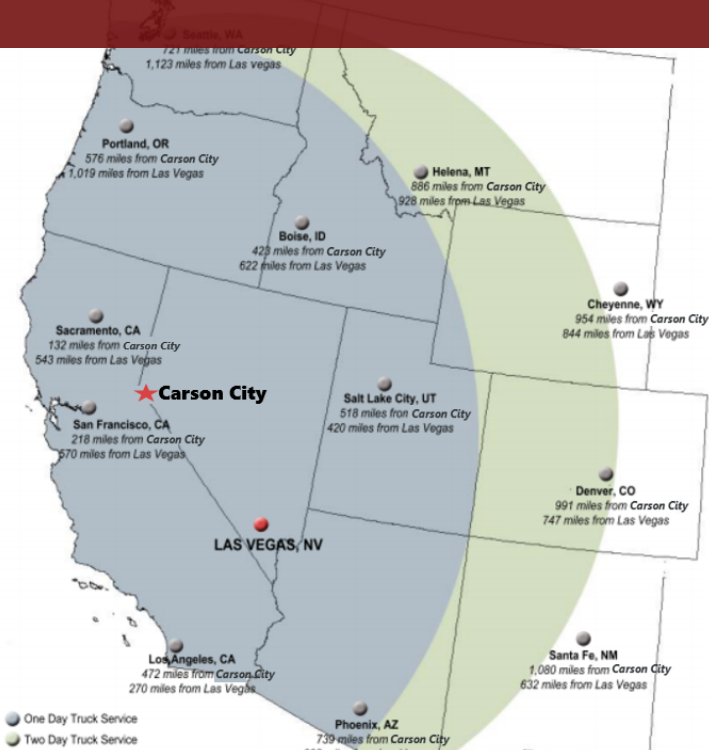 Seattle, WA
721 miles from Carson City
1,123 miles from Las vegas
Portland, OR
576 miles from Carson City
1,019 miles from Las Vegas
Helena, MT
886 miles from Carson City
928 miles from Las Vegas
Boise, ID
423 miles from Carson City
622 miles from Las Vegas
Cheyenne, WY
954 miles from Carson City
844 miles from Las Vegas
Sacramento, CA
132 miles from Carson City
543 miles from Las Vegas
Carson City
Salt Lake City, UT
518 miles fron Carson City
420 miles from Las Vegas
San Francisco, CA
218 miles from Carson City
570 miles from Las Vegas
Denver, CO
991 miles from Carson City
747 miles from Las Vegas
LAS VEGAS, NV
Los Angeles, CA
472 miles from Carson City
270 miles from Las Vegas
Santa Fe, NM
1,080 miles from Carson City
632 miles from Las Vegas
Phoenix, AZ
739 miles from Carson City
One Day Truck Service
Two Day Truck Service